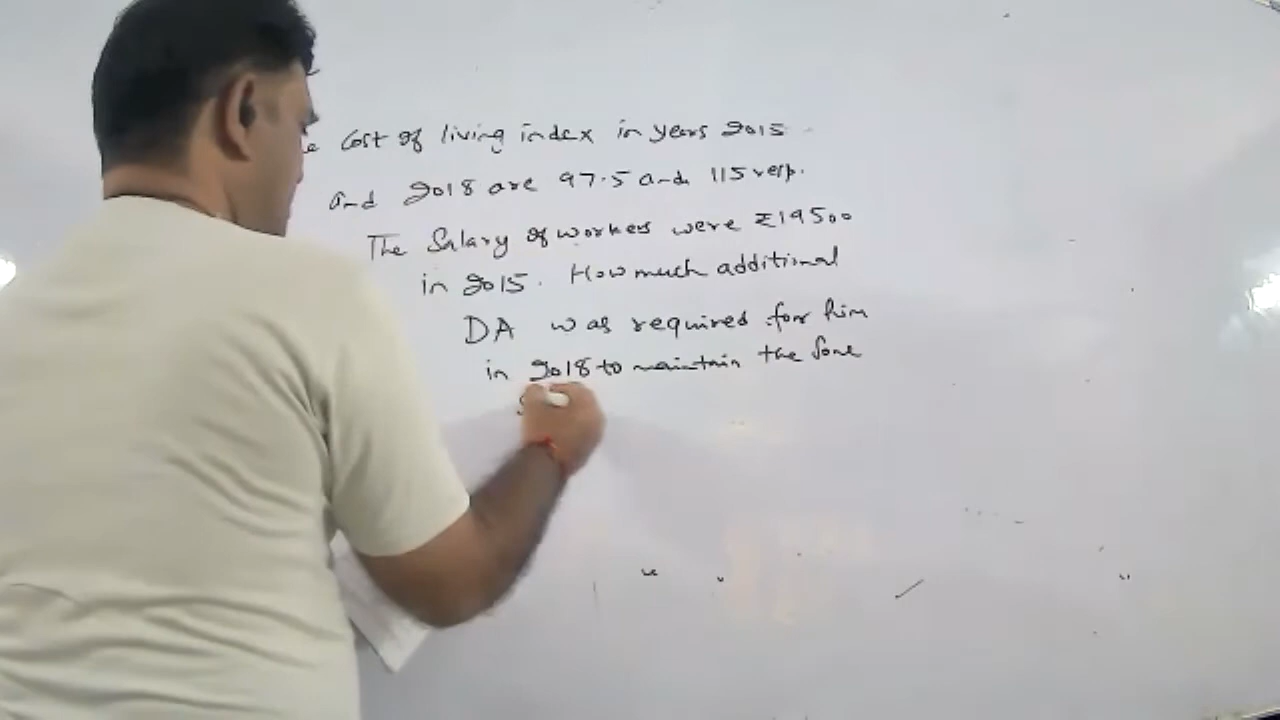 Cost of living index in years 2015
and 2018 are 97.5 and 115 resp.
The Salary of workers were ₹19500
in 2015. How much additional
DA was required for him
in 2018 to maintain the Same